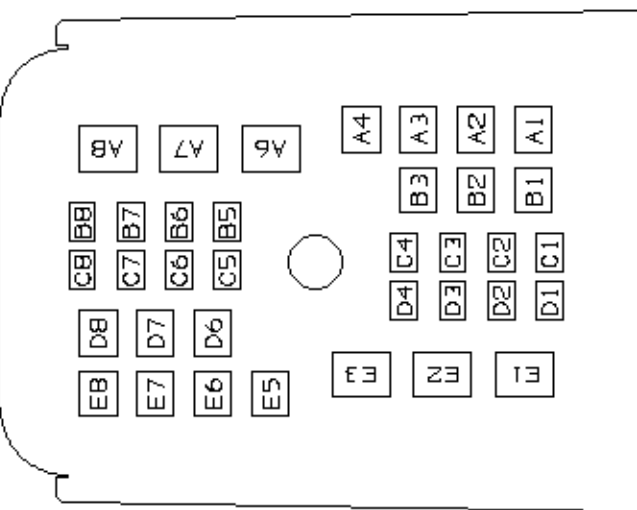 A4 A3 A2 A1
A8 A7 A6
B3 B2 B1
B8 B7 B6 B5
C4 C3 C2 C1
C8 C7 C6 C5
D4 D3 D2 D1
D8 D7 D6
E3 E2 E1
E8 E7 E6 E5